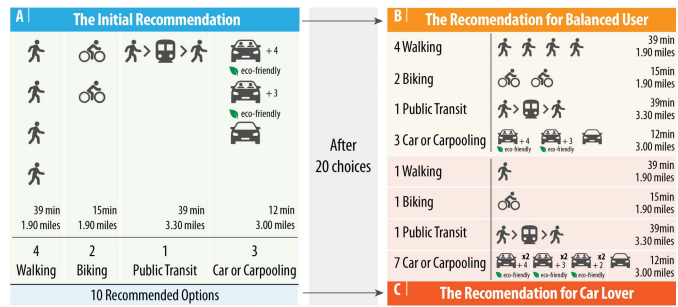 A The Initial Recommendation
+ 4
eco-friendly
+ 3
eco-friendly
39 min 15min 39 min 12 min
1.90 miles 1.90 miles 3.30 miles 3.00 miles
4 2 1 3
Walking Biking Public Transit Car or Carpooling
10 Recommended Options
After
20 choices
B The Recomendation for Balanced User
4 Walking 39 min
1.90 miles
2 Biking 15min
1.90 miles
1 Public Transit 39min
3.30 miles
3 Car or Carpooling + 4 + 3 12min
eco-friendly eco-friendly 3.00 miles
1 Walking 39 min
1.90 miles
1 Biking 15min
1.90 miles
1 Public Transit 39min
3.30 miles
7 Car or Carpooling x2 + 4 x2 + 3 x2 + 2 12min
eco-friendly eco-friendly eco-friendly 3.00 miles
C The Recomendation for Car Lover